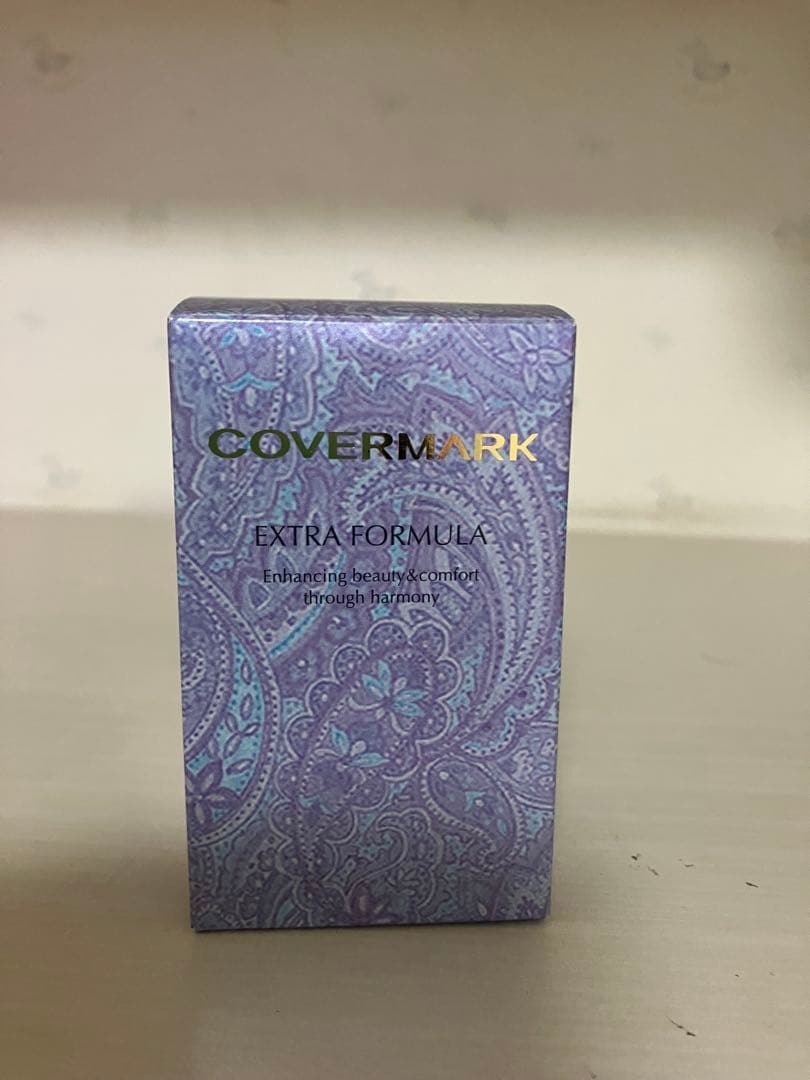 COVERMARK
EXTRA FORMULA
Enhancing beauty&comfort
through harmony